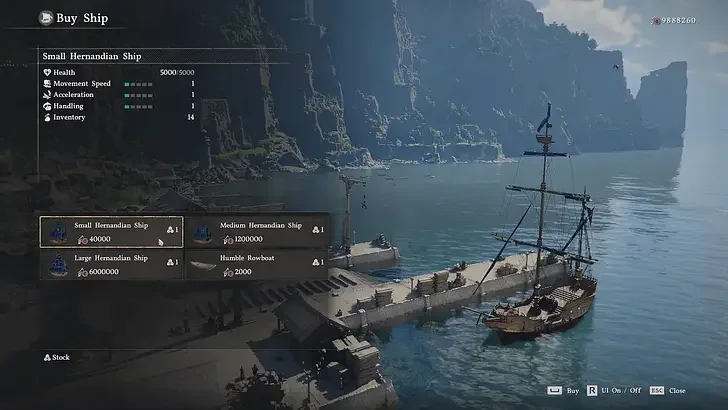 Buy Ship
9888260
Small Hernandian Ship
Health 5000/5000
Movement Speed 1
Acceleration 1
Handling 1
Inventory 14
Small Hernandian Ship 1
40000
Medium Hernandian Ship 1
1200000
Large Hernandian Ship 1
6000000
Humble Rowboat 1
2000
Stock
Buy R UI On / Off ESC Close